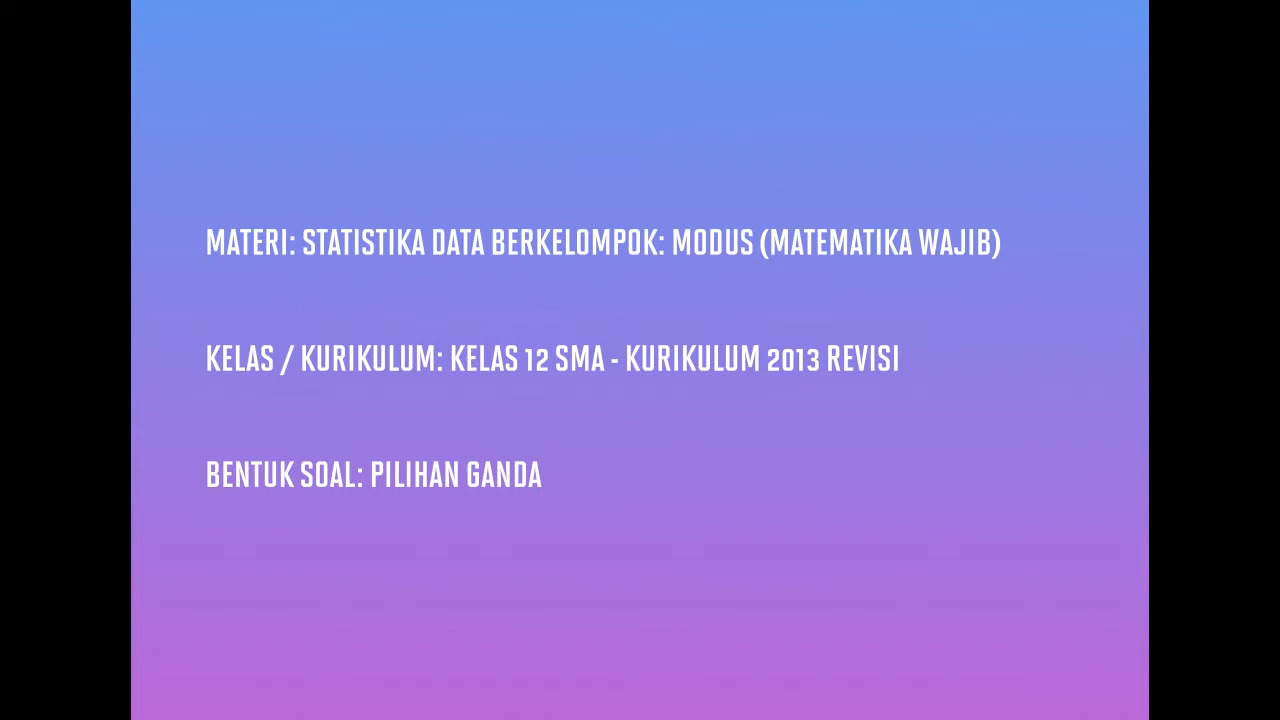 MATERI: STATISTIKA DATA BERKELOMPOK: MODUS (MATEMATIKA WAJIB)
KELAS / KURIKULUM: KELAS 12 SMA - KURIKULUM 2013 REVISI
BENTUK SOAL: PILIHAN GANDA